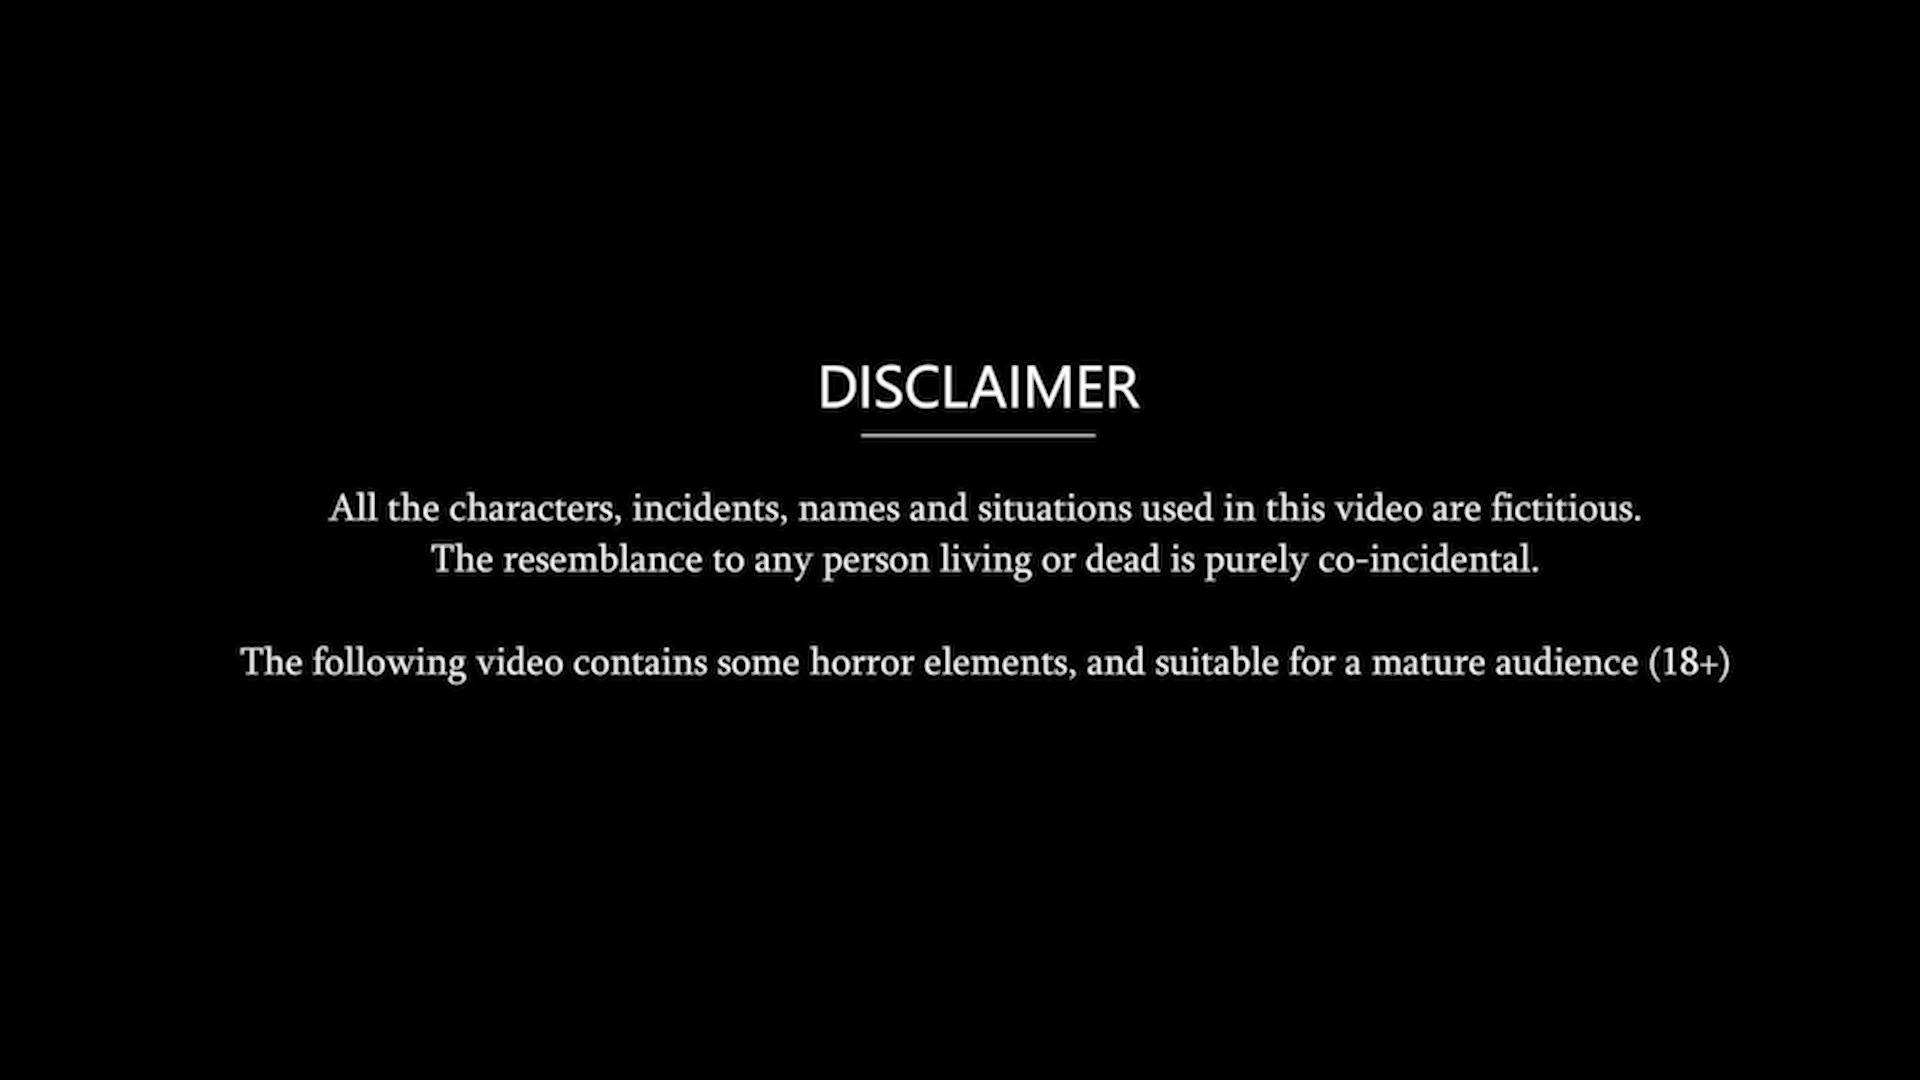 DISCLAIMER
All the characters, incidents, names and situations used in this video are fictitious.
The resemblance to any person living or dead is purely co-incidental.
The following video contains some horror elements, and suitable for a mature audience (18+)